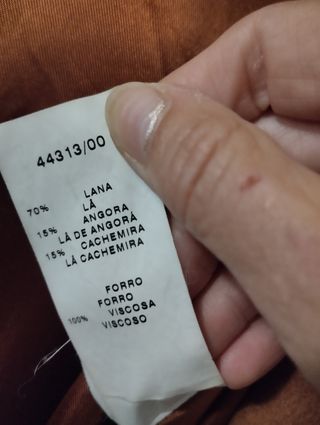 44313/00
LANA
70% LÃ
ANGORA
15% LÃ DE ANGORÁ
CACHEMIRA
15% LÃ CACHEMIRA
FORRO
FORRO
VISCOSA
100% VISCOSO